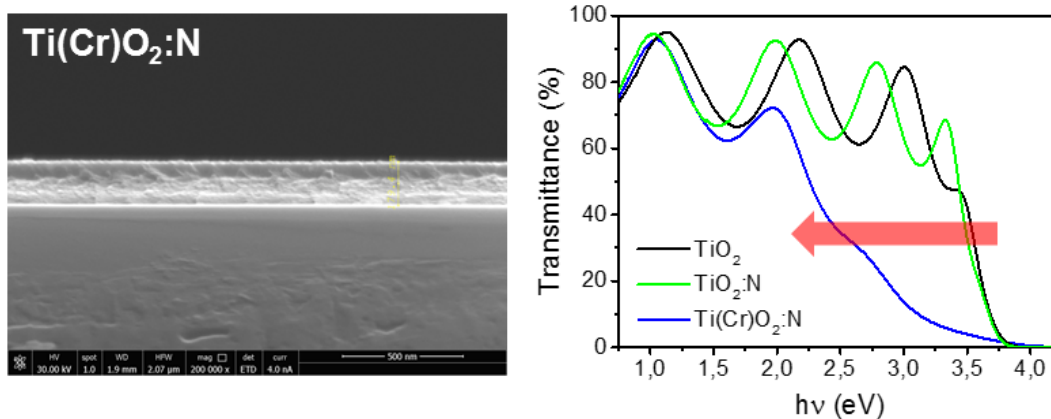 Ti(Cr)O₂:N
HV spot WD HFW mag □ det curr
30.00 kV 1.0 1.9 mm 2.07 µm 200 000 x ETD 4.0 nA
500 nm
Transmittance (%)
100
80
60
40
20
0
TiO₂
TiO₂:N
Ti(Cr)O₂:N
1,0 1,5 2,0 2,5 3,0 3,5 4,0
hν (eV)